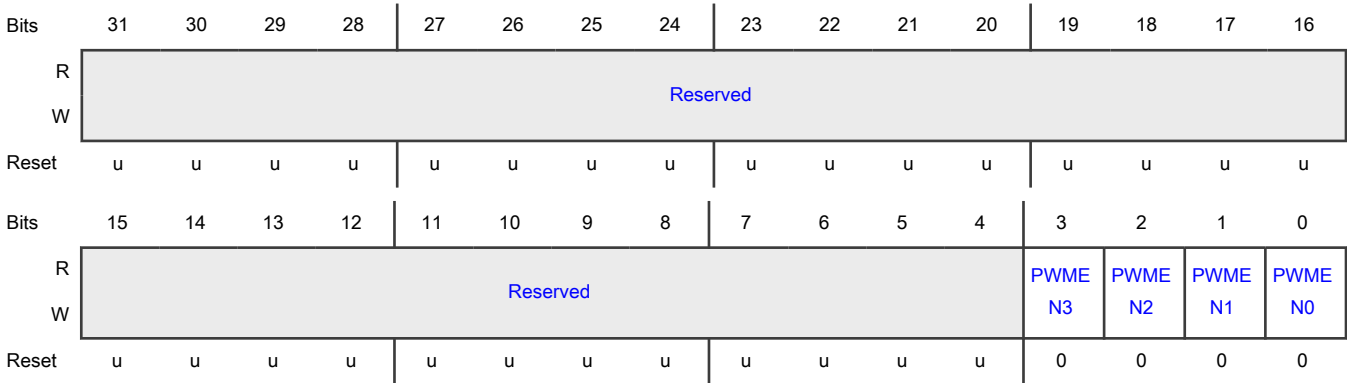 Bits 31 30 29 28 27 26 25 24 23 22 21 20 19 18 17 16
R
Reserved
W
Reset u u u u u u u u u u u u u u u u
Bits 15 14 13 12 11 10 9 8 7 6 5 4 3 2 1 0
R PWME PWME PWME PWME
Reserved
W N3 N2 N1 N0
Reset u u u u u u u u u u u u 0 0 0 0